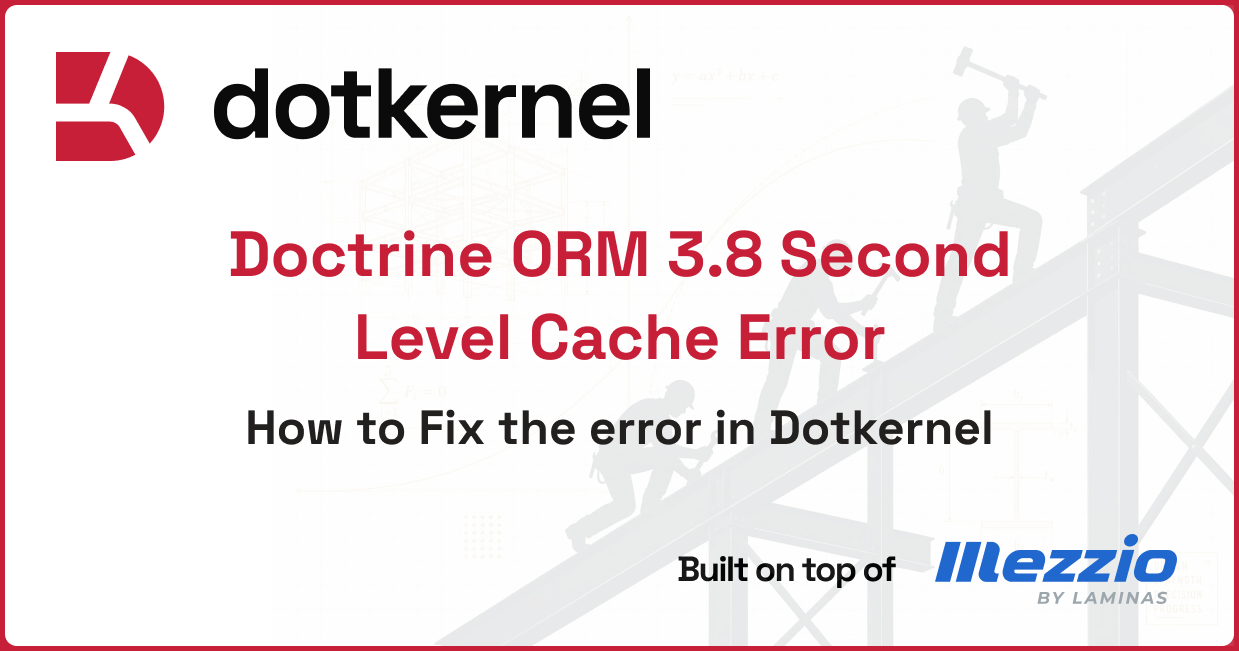 dotkernel
Doctrine ORM 3.8 Second
Level Cache Error
How to Fix the error in Dotkernel
Built on top of
Mezzio
BY LAMINAS